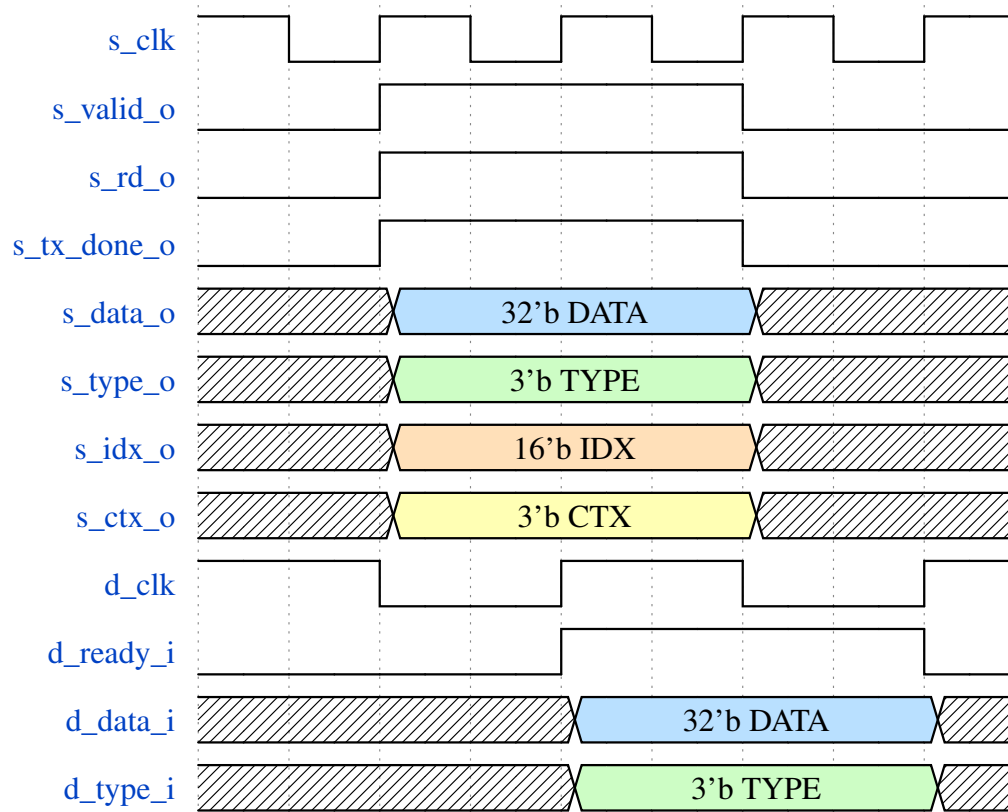 s_clk
s_valid_o
s_rd_o
s_tx_done_o
s_data_o 32’b DATA
s_type_o 3’b TYPE
s_idx_o 16’b IDX
s_ctx_o 3’b CTX
d_clk
d_ready_i
d_data_i 32’b DATA
d_type_i 3’b TYPE